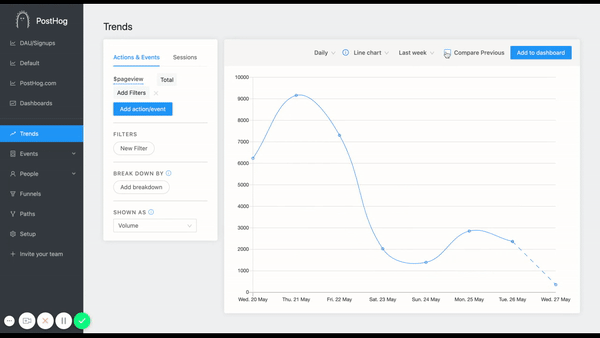 PostHog
DAU/Signups
Default
PostHog.com
Dashboards
Trends
Events
People
Funnels
Paths
Setup
Invite your team
Trends
Actions & Events
Sessions
$pageview
Total
Add Filters
Add action/event
FILTERS
New Filter
BREAK DOWN BY
Add breakdown
SHOWN AS
Volume
Daily
Line chart
Last week
Compare Previous
Add to dashboard
10000
9000
8000
7000
6000
5000
4000
3000
2000
1000
0
Wed. 20 May
Thu. 21 May
Fri. 22 May
Sat. 23 May
Sun. 24 May
Mon. 25 May
Tue. 26 May
Wed. 27 May